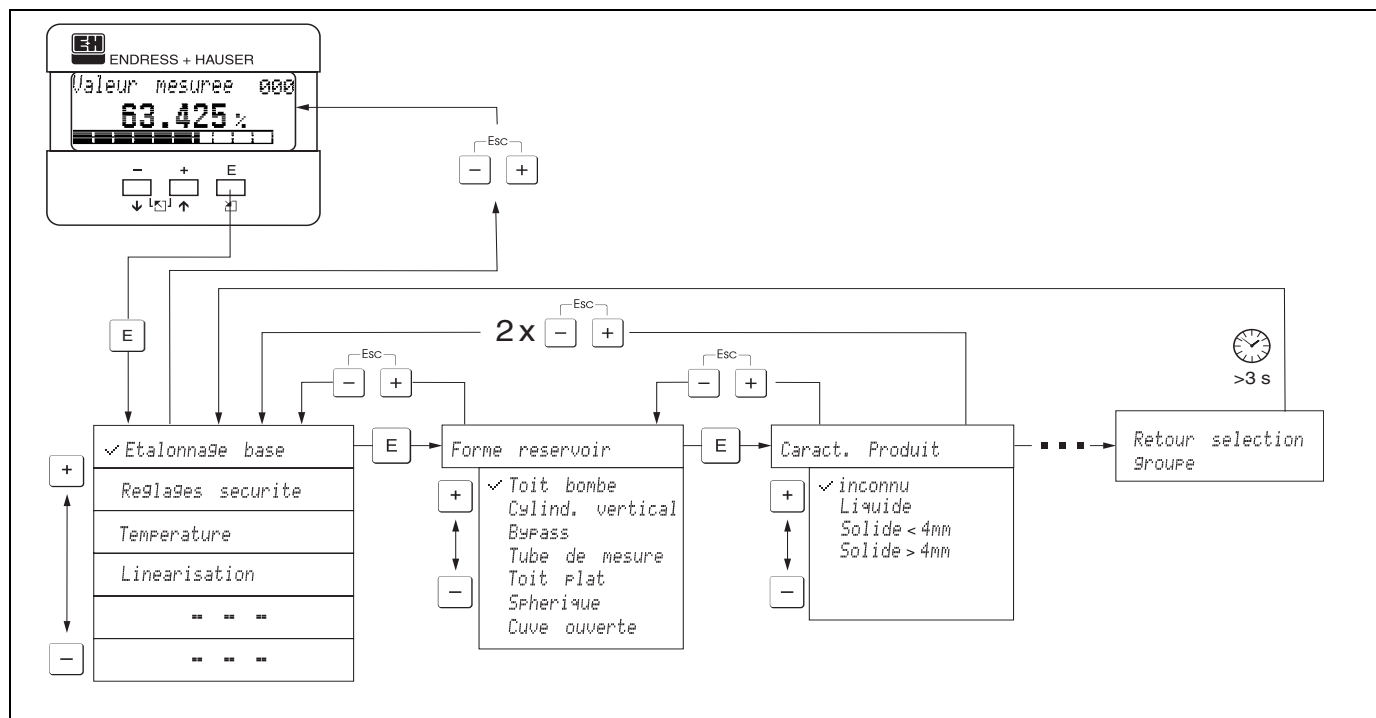 EH
ENDRESS + HAUSER
Valeur mesuree 000
63.425 %
- + E
Esc
- +
E
Esc
2 x - +
Esc
- +
Esc
- +
>3 s
✓ Etalonnage base
E
Forme reservoir
E
Caract. Produit
Retour selection
groupe
+
Reglages securite
Temperature
Linearisation
-- -- --
-- -- --
−
+
✓ Toit bombe
Cylind. vertical
Bypass
Tube de mesure
Toit plat
Spherique
Cuve ouverte
−
+
✓ inconnu
Liquide
Solide < 4mm
Solide > 4mm
−